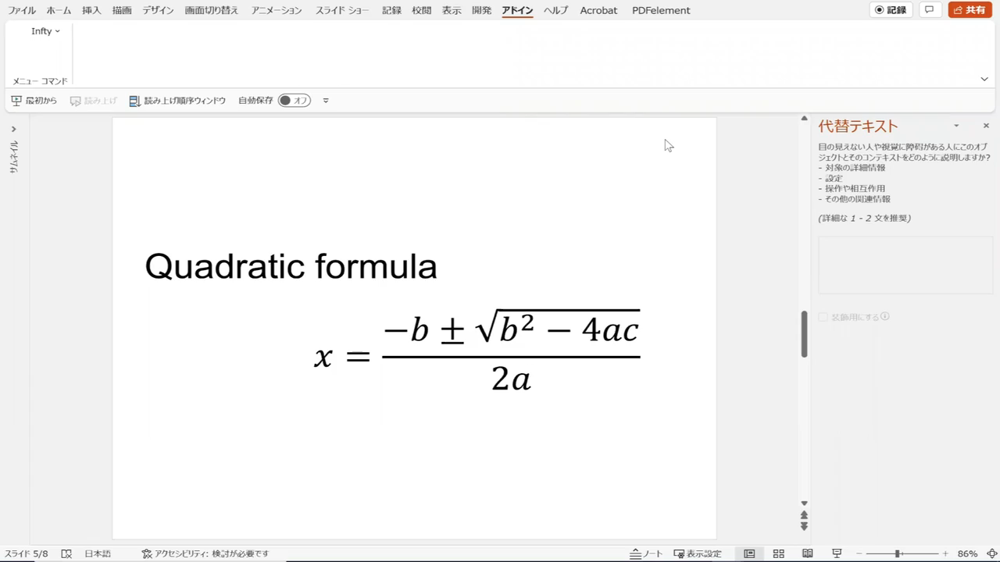 ファイル ホーム 挿入 描画 デザイン 画面切り替え アニメーション スライド ショー 記録 校閲 表示 開発 アドイン ヘルプ Acrobat PDFelement 記録 共有
Infty
メニュー コマンド
最初から 読み上げ 読み上げ順序ウィンドウ 自動保存 オフ
サムネイル
Quadratic formula
x = (−b ± √(b² − 4ac)) / 2a
代替テキスト
目の見えない人や視覚に障碍がある人にこのオブ
ジェクトとそのコンテキストをどのように説明しますか?
- 対象の詳細情報
- 設定
- 操作や相互作用
- その他の関連情報
(詳細な 1 - 2 文を推奨)
装飾用にする
スライド 5/8 日本語 アクセシビリティ: 検討が必要です ノート 表示設定 86%